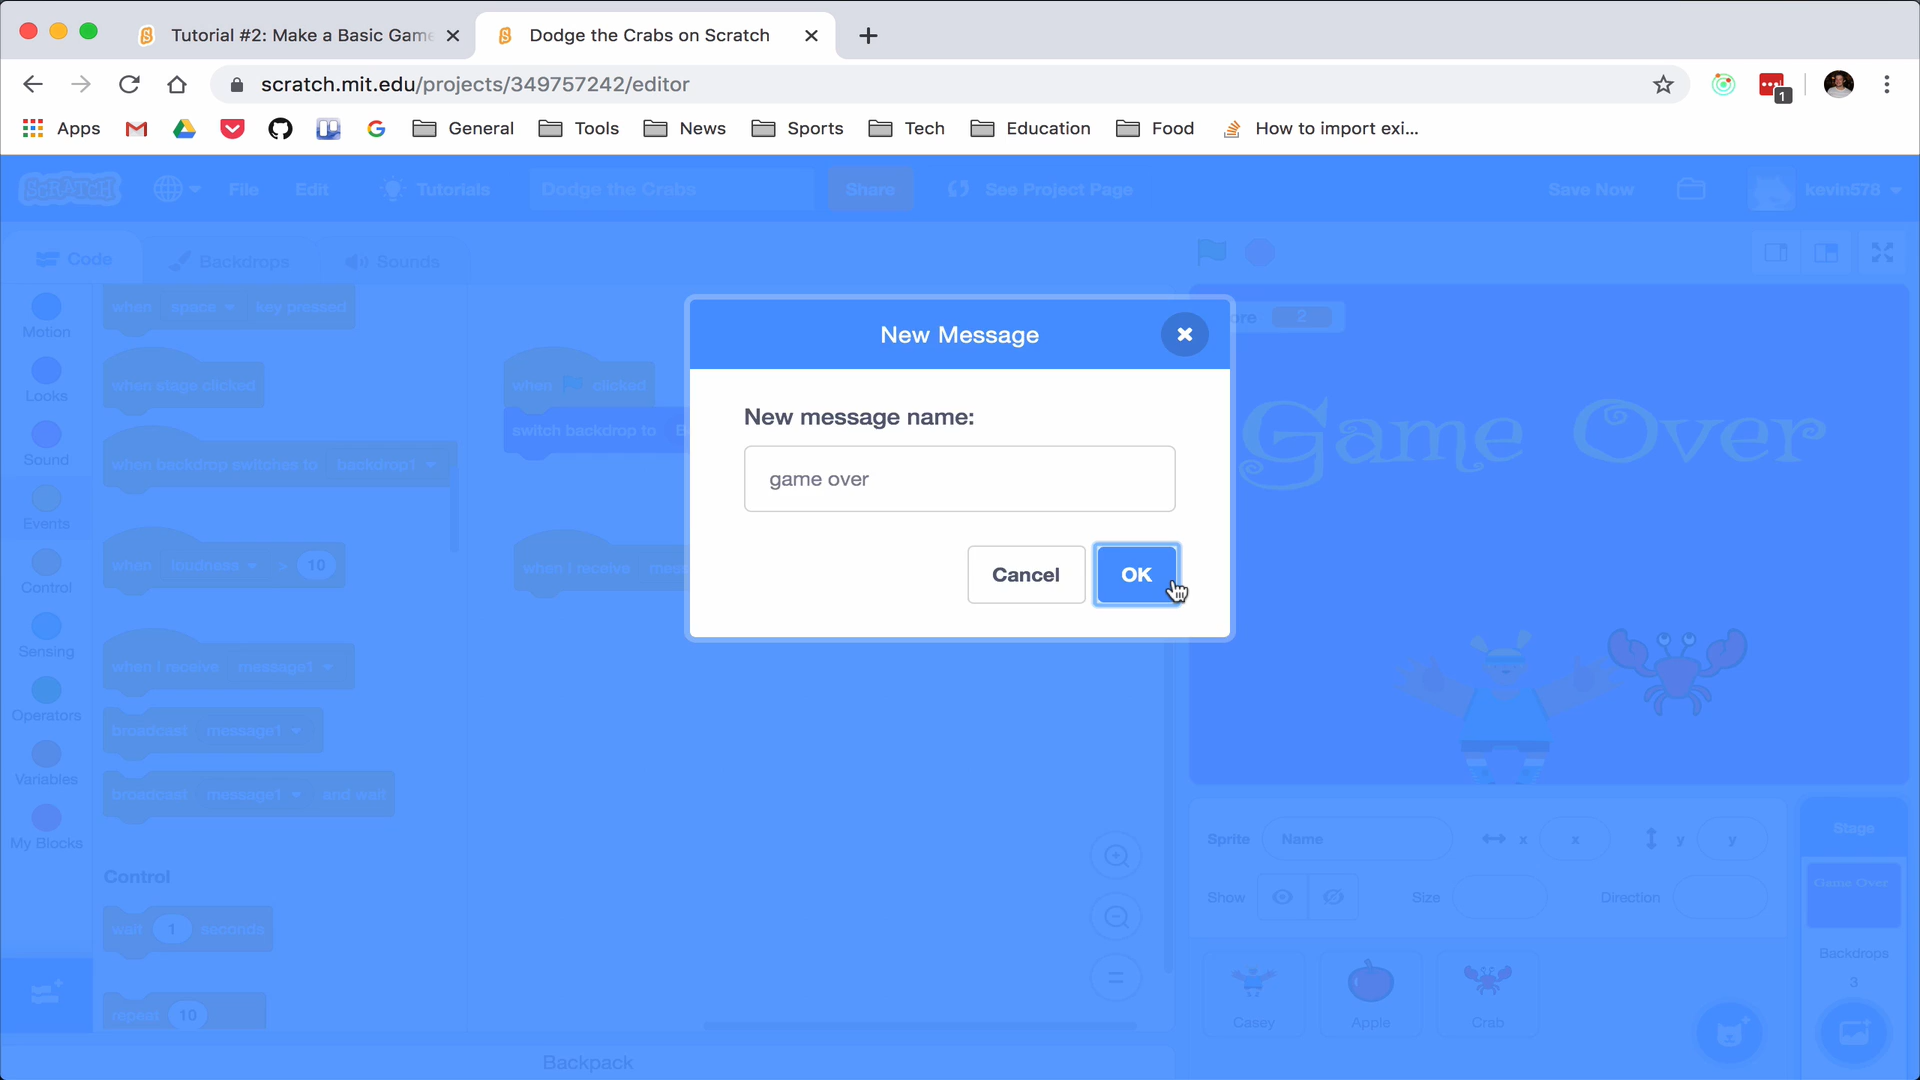 Tutorial #2: Make a Basic Game
Dodge the Crabs on Scratch
scratch.mit.edu/projects/349757242/editor
1
Apps
General
Tools
News
Sports
Tech
Education
Food
How to import exi...
SCRATCH
File
Edit
Tutorials
Dodge the Crabs
Share
See Project Page
Save Now
kevin578
Code
Backdrops
Sounds
Motion
Looks
Sound
Events
Control
Sensing
Operators
Variables
My Blocks
when space key pressed
when stage clicked
when backdrop switches to backdrop1
when loudness > 10
when I receive message1
broadcast message1
broadcast message1 and wait
Control
wait 1 seconds
repeat 10
when clicked
switch backdrop to
when I receive
New Message
New message name:
game over
Cancel
OK
2
Game Over
Sprite
Name
x
x
y
y
Show
Size
Direction
Casey
Apple
Crab
Stage
Game Over
Backdrops
3
Backpack